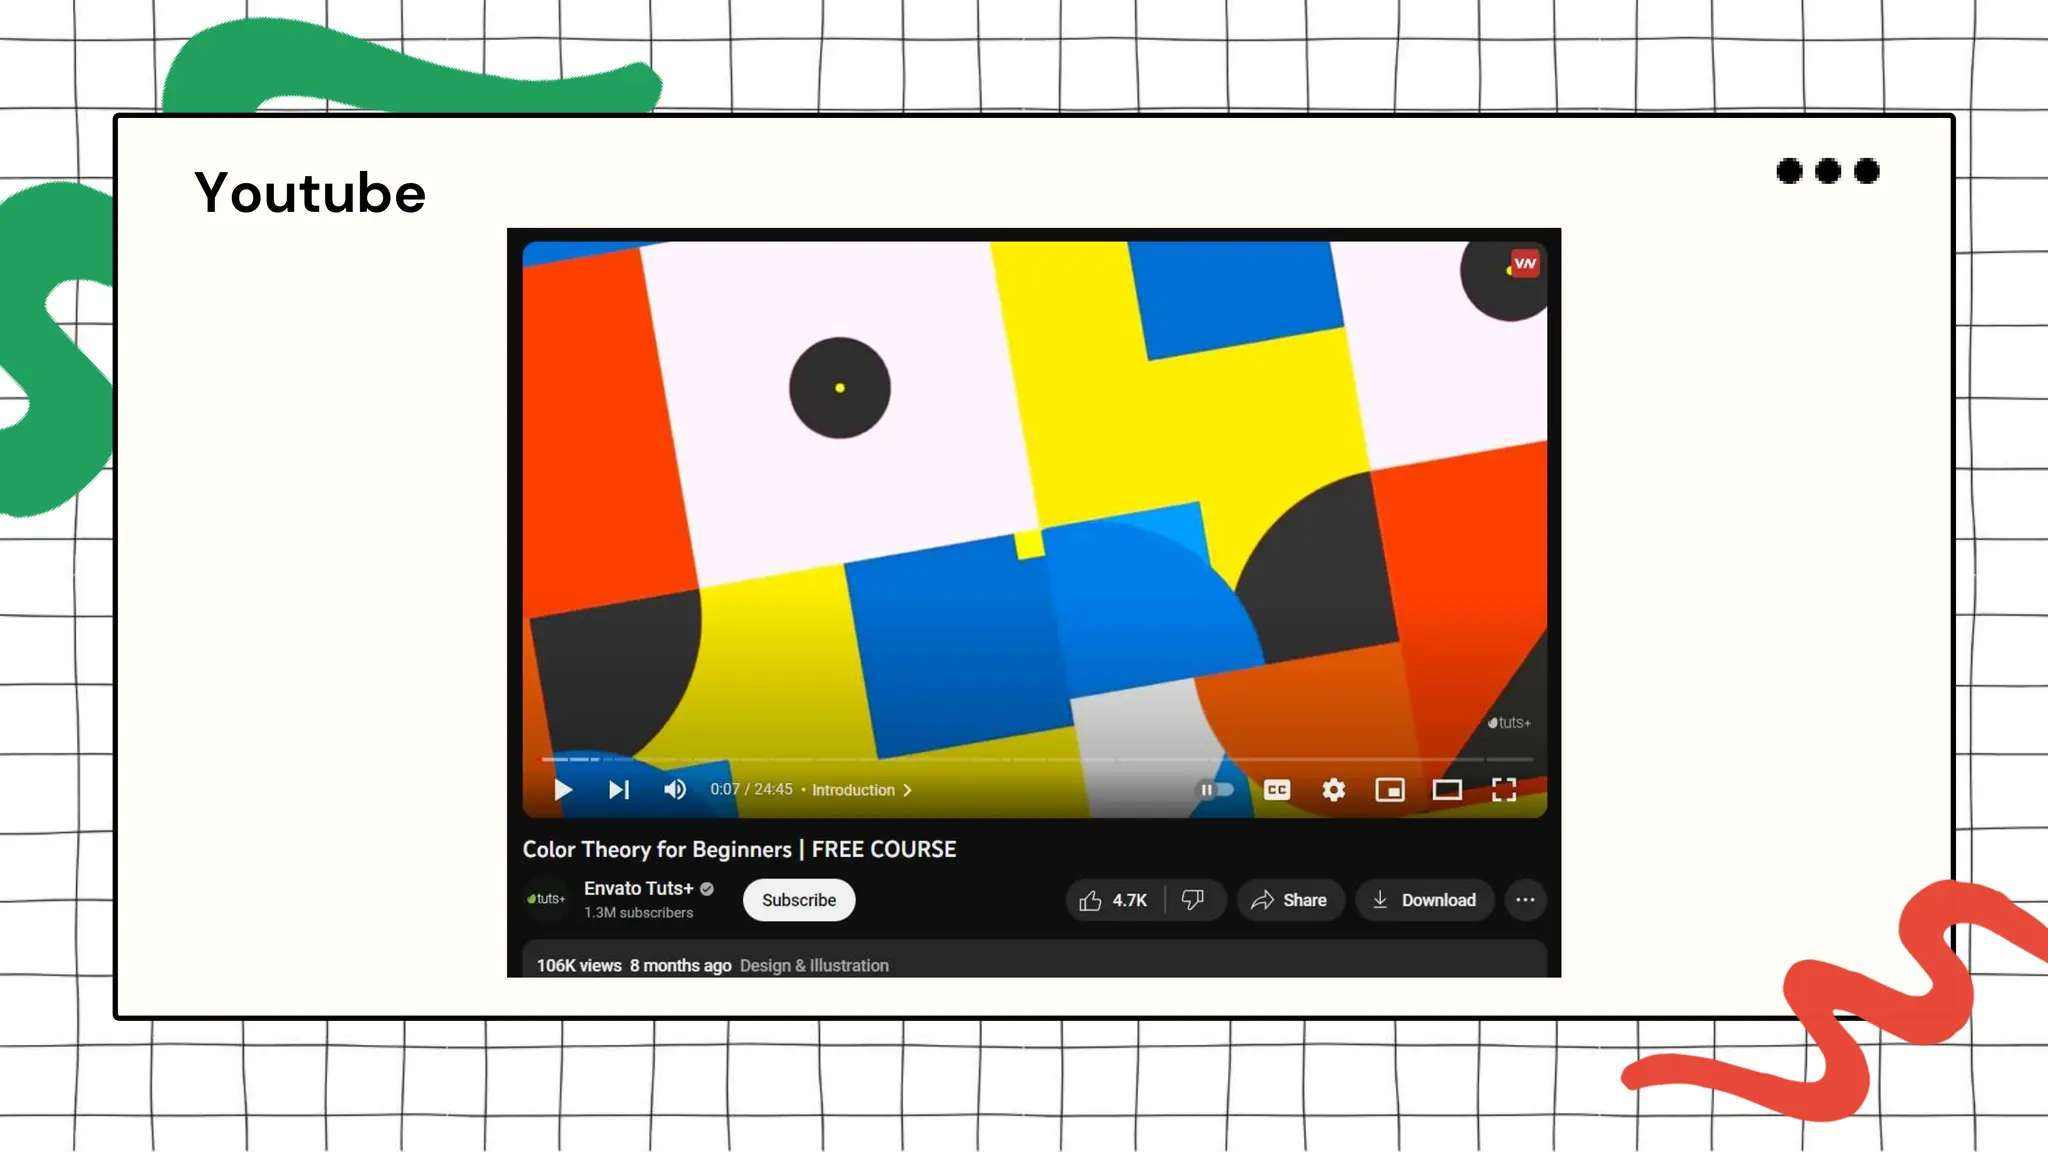 Youtube
VN
tuts+
0:07 / 24:45 • Introduction
CC
Color Theory for Beginners | FREE COURSE
tuts+
Envato Tuts+
1.3M subscribers
Subscribe
4.7K
Share
Download
106K views 8 months ago Design & Illustration